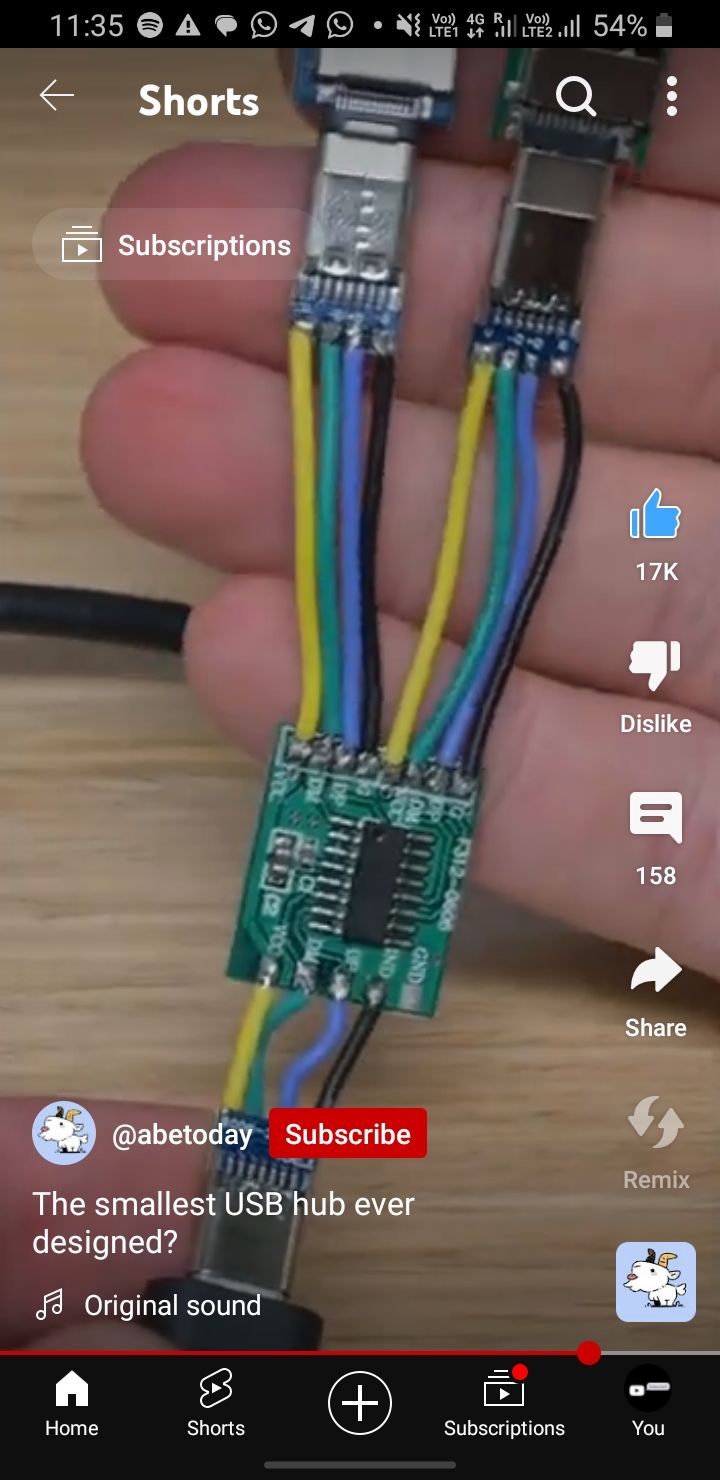 11:35
Vo)) LTE1 4G R Vo)) LTE2 54%
Shorts
Subscriptions
17K
Dislike
158
Share
Remix
@abetoday Subscribe
The smallest USB hub ever
designed?
Original sound
Home Shorts Subscriptions You
GND